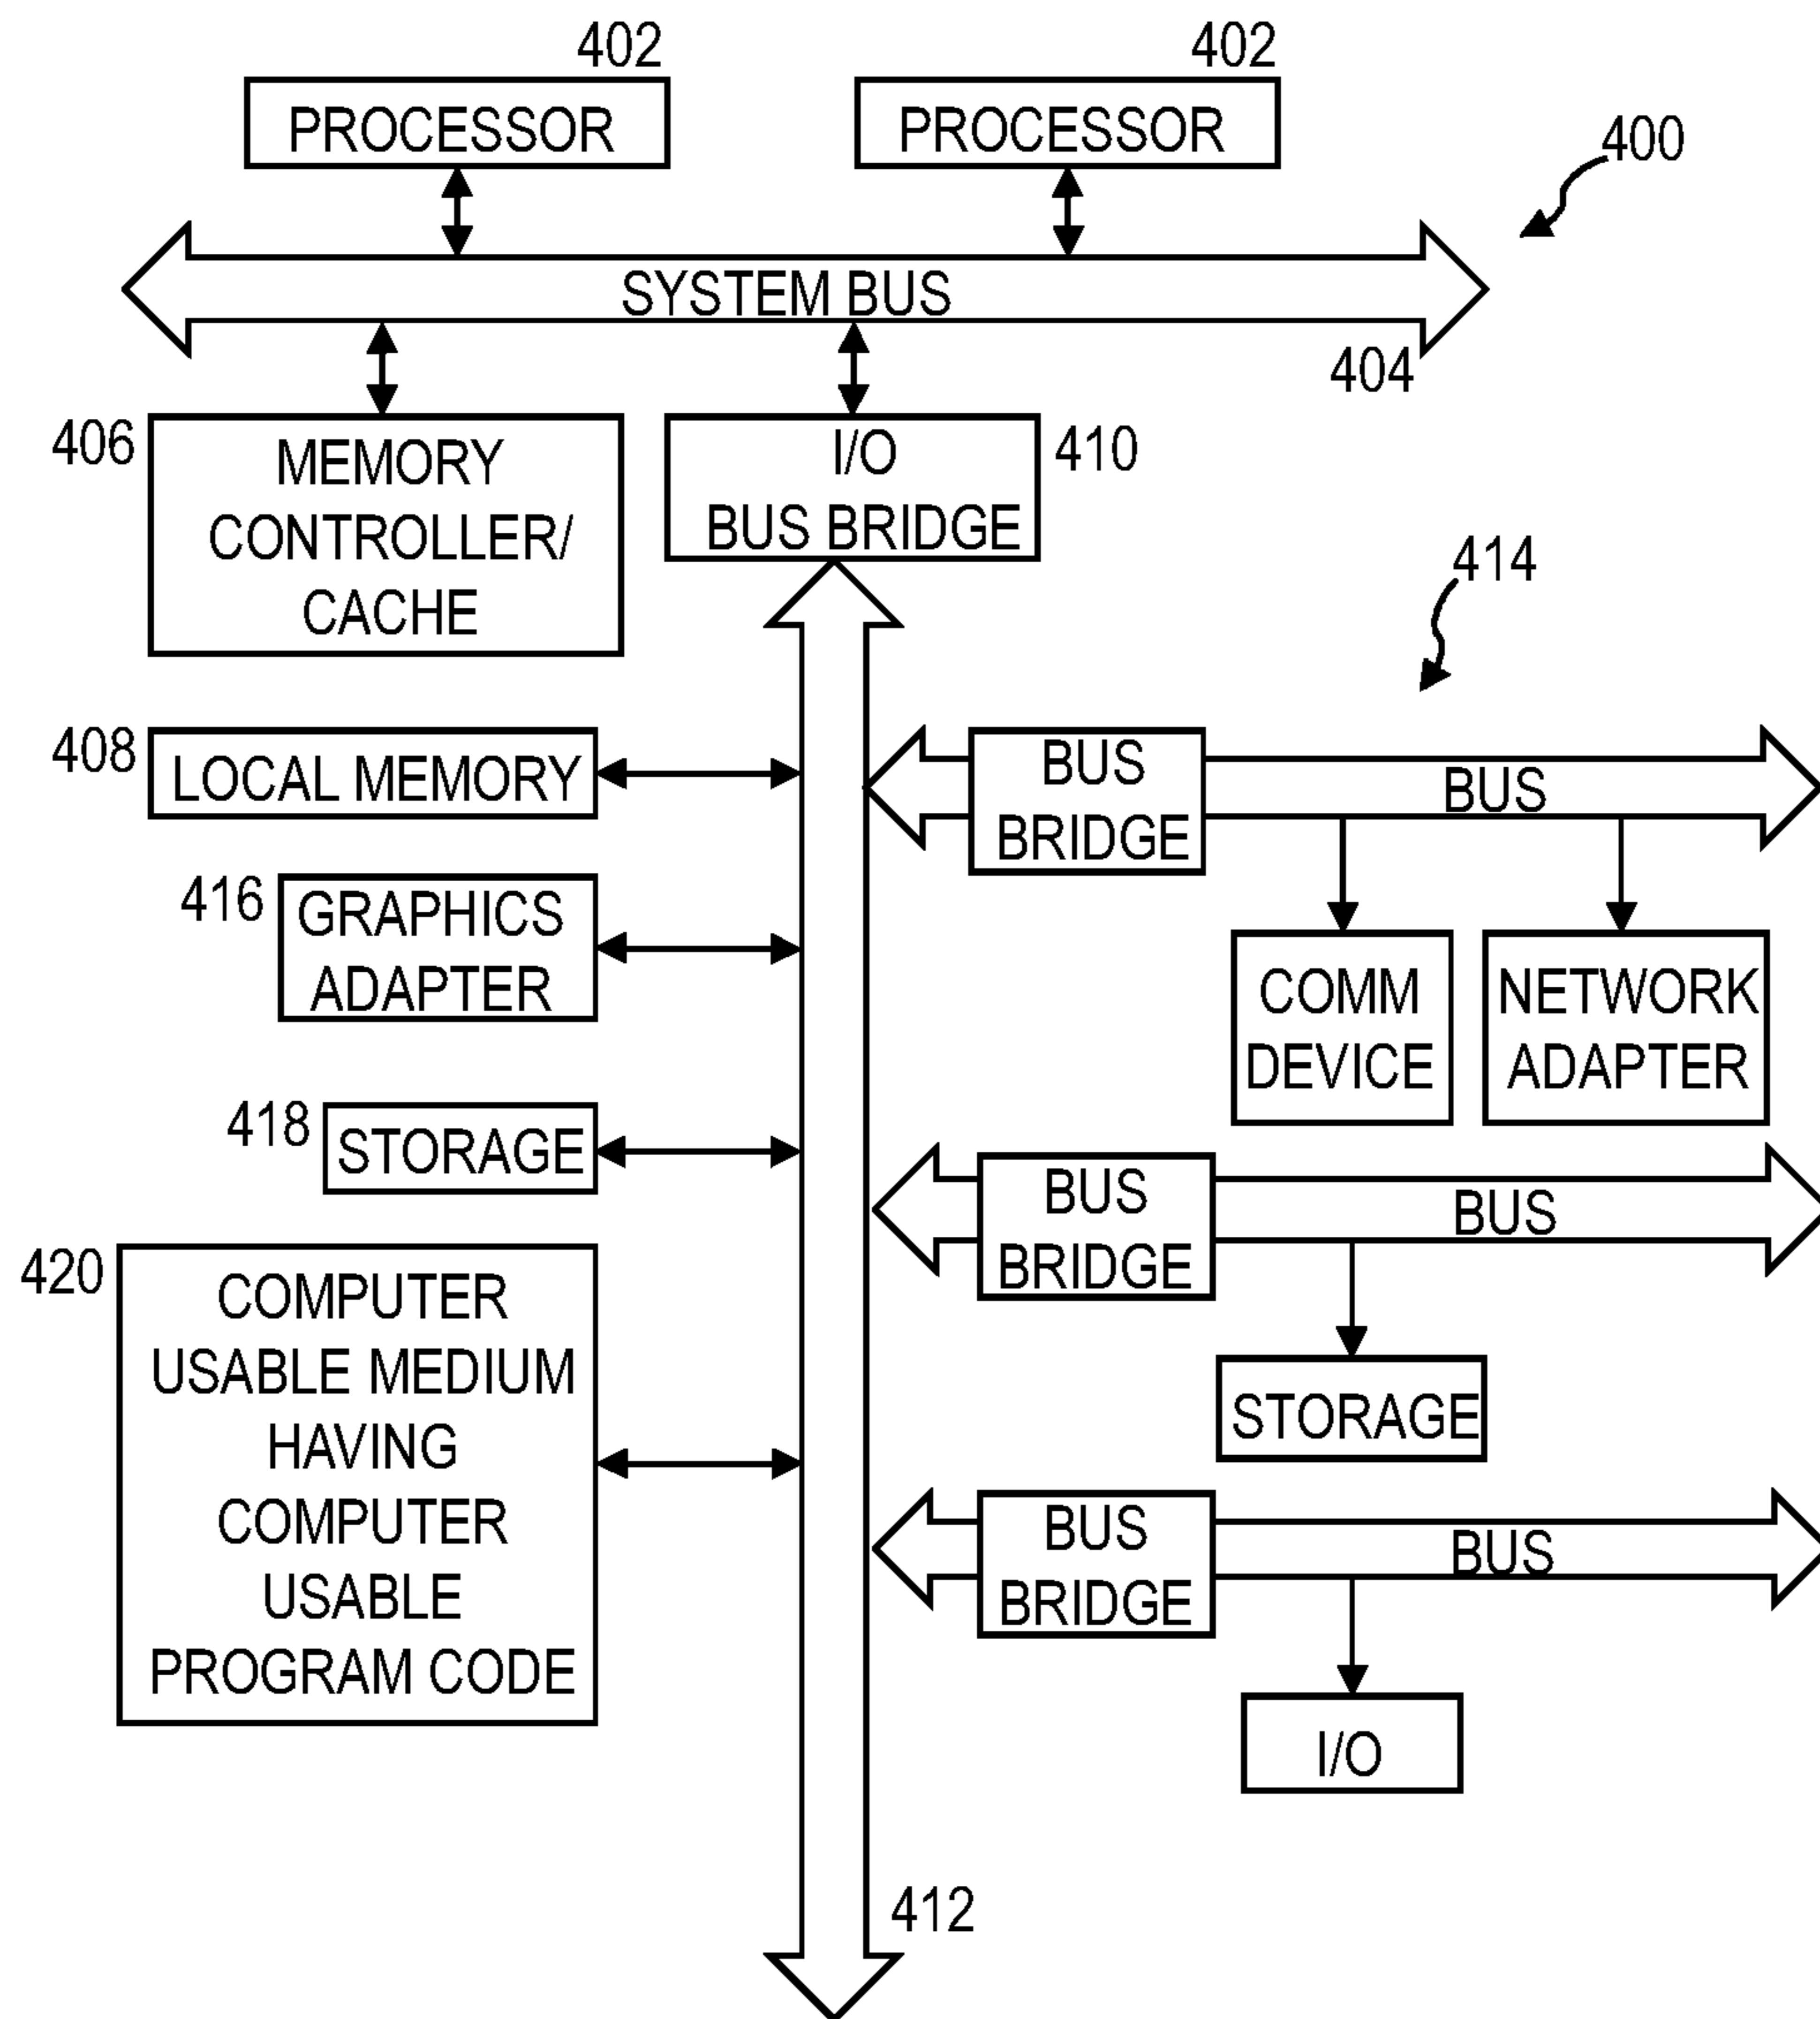 402
402
PROCESSOR
PROCESSOR
400
SYSTEM BUS
404
406
MEMORY
CONTROLLER/
CACHE
I/O
BUS BRIDGE
410
414
408
LOCAL MEMORY
BUS
BRIDGE
BUS
416
GRAPHICS
ADAPTER
COMM
DEVICE
NETWORK
ADAPTER
418
STORAGE
BUS
BRIDGE
BUS
420
COMPUTER
USABLE MEDIUM
HAVING
COMPUTER
USABLE
PROGRAM CODE
STORAGE
BUS
BRIDGE
BUS
I/O
412